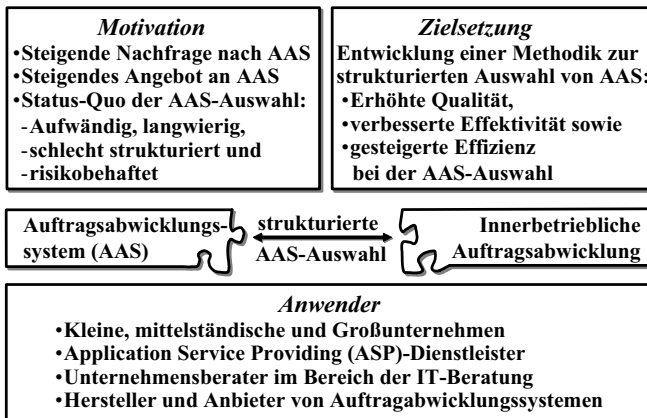 Motivation
•Steigende Nachfrage nach AAS
•Steigendes Angebot an AAS
•Status-Quo der AAS-Auswahl:
-Aufwändig, langwierig,
-schlecht strukturiert und
-risikobehaftet
Zielsetzung
Entwicklung einer Methodik zur
strukturierten Auswahl von AAS:
•Erhöhte Qualität,
•verbesserte Effektivität sowie
•gesteigerte Effizienz
bei der AAS-Auswahl
Auftragsabwicklungs-
system (AAS)
strukturierte
AAS-Auswahl
Innerbetriebliche
Auftragsabwicklung
Anwender
•Kleine, mittelständische und Großunternehmen
•Application Service Providing (ASP)-Dienstleister
•Unternehmensberater im Bereich der IT-Beratung
•Hersteller und Anbieter von Auftragabwicklungssystemen